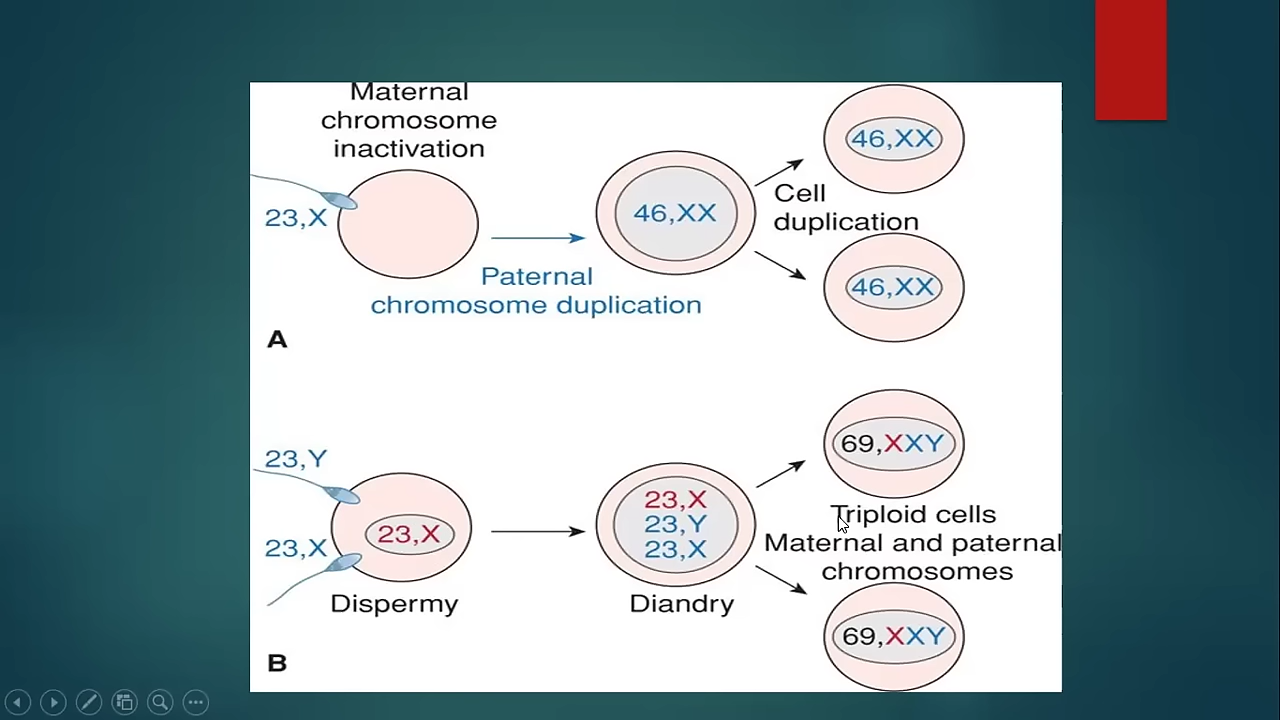 Maternal
chromosome
inactivation
23,X
46,XX
Paternal
chromosome duplication
46,XX
Cell
duplication
46,XX
A
23,Y
23,X
23,X
Dispermy
23,X
23,Y
23,X
Diandry
69,XXY
Triploid cells
Maternal and paternal
chromosomes
69,XXY
B